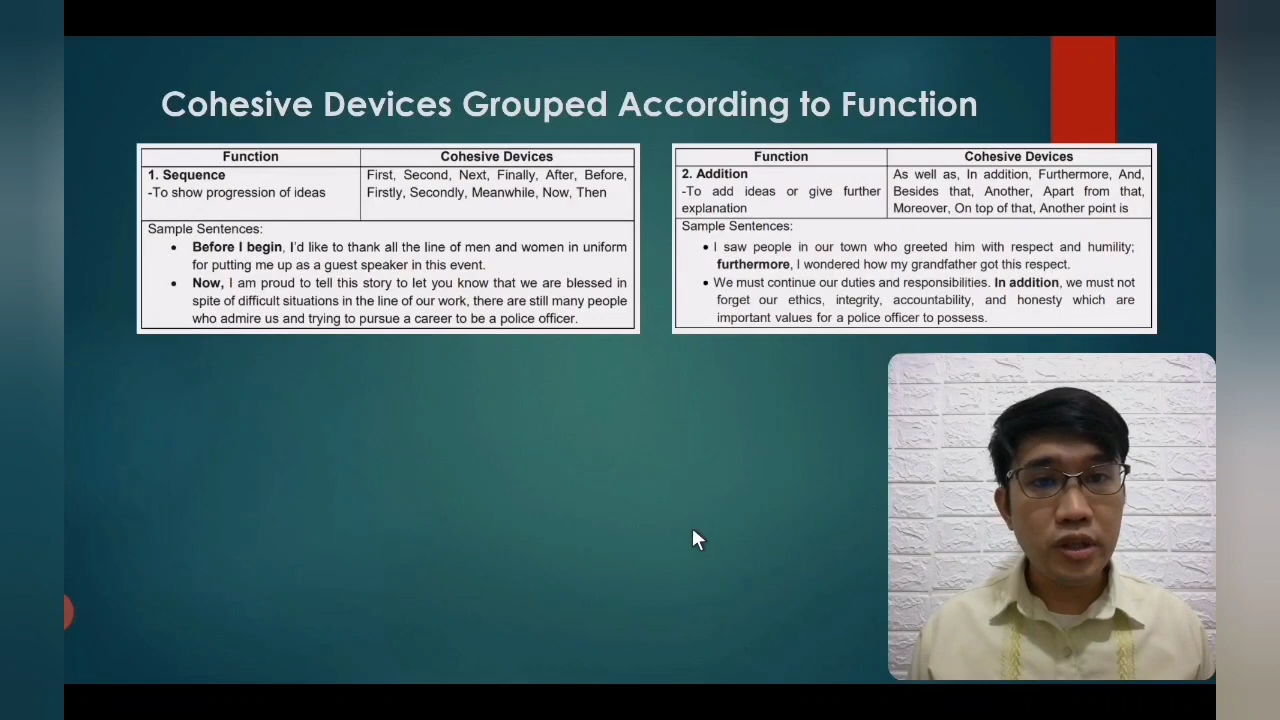 Cohesive Devices Grouped According to Function
Function
Cohesive Devices
1. Sequence
-To show progression of ideas
First, Second, Next, Finally, After, Before,
Firstly, Secondly, Meanwhile, Now, Then
Sample Sentences:
• Before I begin, I'd like to thank all the line of men and women in uniform
for putting me up as a guest speaker in this event.
• Now, I am proud to tell this story to let you know that we are blessed in
spite of difficult situations in the line of our work, there are still many people
who admire us and trying to pursue a career to be a police officer.
Function
Cohesive Devices
2. Addition
-To add ideas or give further
explanation
As well as, In addition, Furthermore, And,
Besides that, Another, Apart from that,
Moreover, On top of that, Another point is
Sample Sentences:
• I saw people in our town who greeted him with respect and humility;
furthermore, I wondered how my grandfather got this respect.
• We must continue our duties and responsibilities. In addition, we must not
forget our ethics, integrity, accountability, and honesty which are
important values for a police officer to possess.